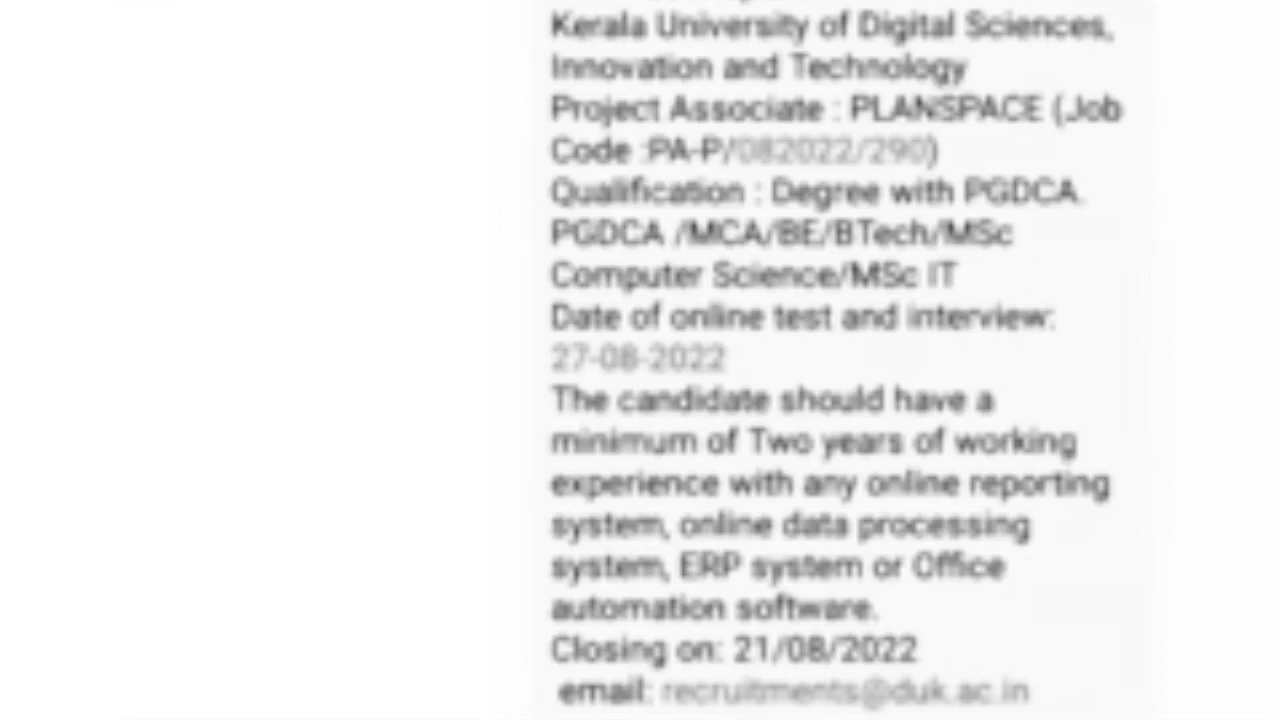 Kerala University of Digital Sciences,
Innovation and Technology
Project Associate : PLANSPACE (Job
Code :PA-P/082022/290)
Qualification : Degree with PGDCA.
PGDCA /MCA/BE/BTech/MSc
Computer Science/MSc IT
Date of online test and interview:
27-08-2022
The candidate should have a
minimum of Two years of working
experience with any online reporting
system, online data processing
system, ERP system or Office
automation software.
Closing on: 21/08/2022
email: recruitments@duk.ac.in